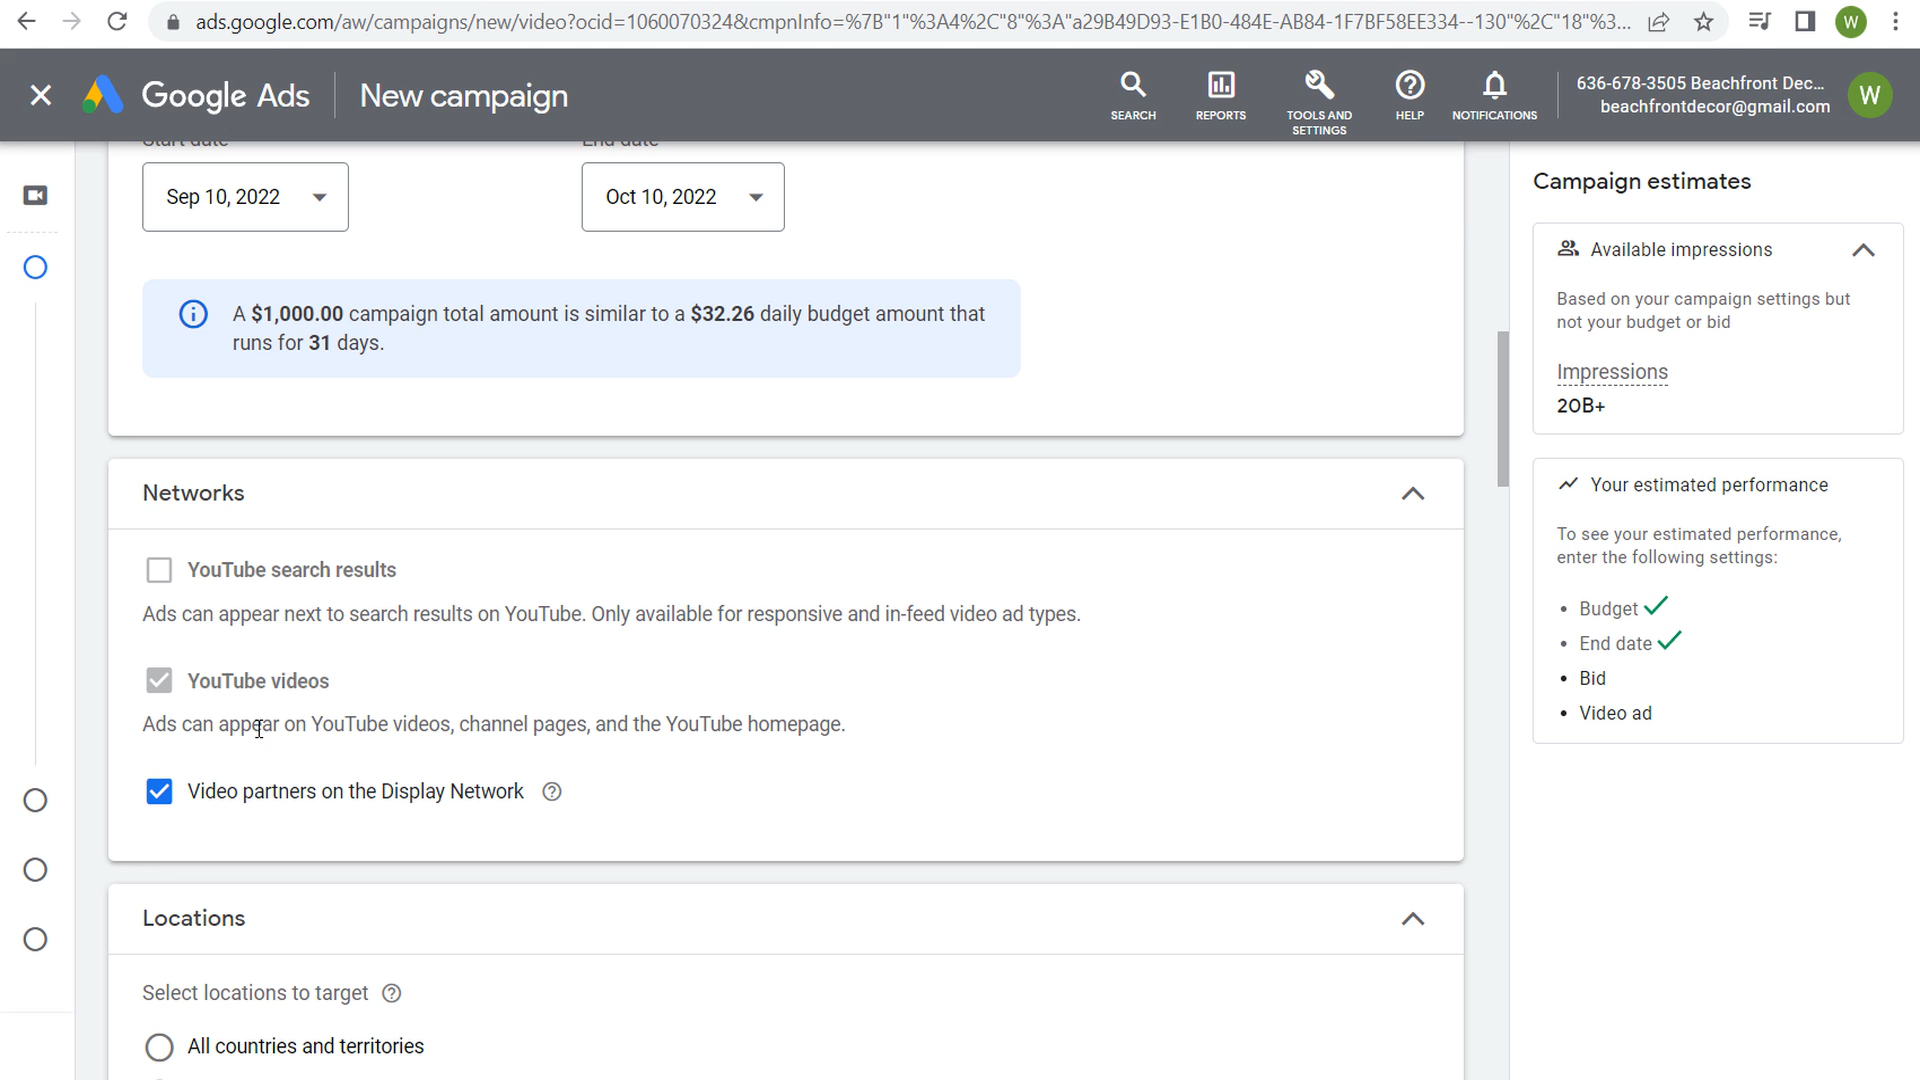 ads.google.com/aw/campaigns/new/video?ocid=1060070324&cmpnInfo=%7B"1"%3A4%2C"8"%3A"a29B49D93-E1B0-484E-AB84-1F7BF58EE334--130"%2C"18"%3...
W
Google Ads
New campaign
SEARCH
REPORTS
TOOLS AND
SETTINGS
HELP
NOTIFICATIONS
636-678-3505 Beachfront Dec...
beachfrontdecor@gmail.com
W
Start date
End date
Sep 10, 2022
Oct 10, 2022
A $1,000.00 campaign total amount is similar to a $32.26 daily budget amount that
runs for 31 days.
Networks
YouTube search results
Ads can appear next to search results on YouTube. Only available for responsive and in-feed video ad types.
YouTube videos
Ads can appear on YouTube videos, channel pages, and the YouTube homepage.
Video partners on the Display Network
Locations
Select locations to target
All countries and territories
Campaign estimates
Available impressions
Based on your campaign settings but
not your budget or bid
Impressions
20B+
Your estimated performance
To see your estimated performance,
enter the following settings:
• Budget
• End date
• Bid
• Video ad